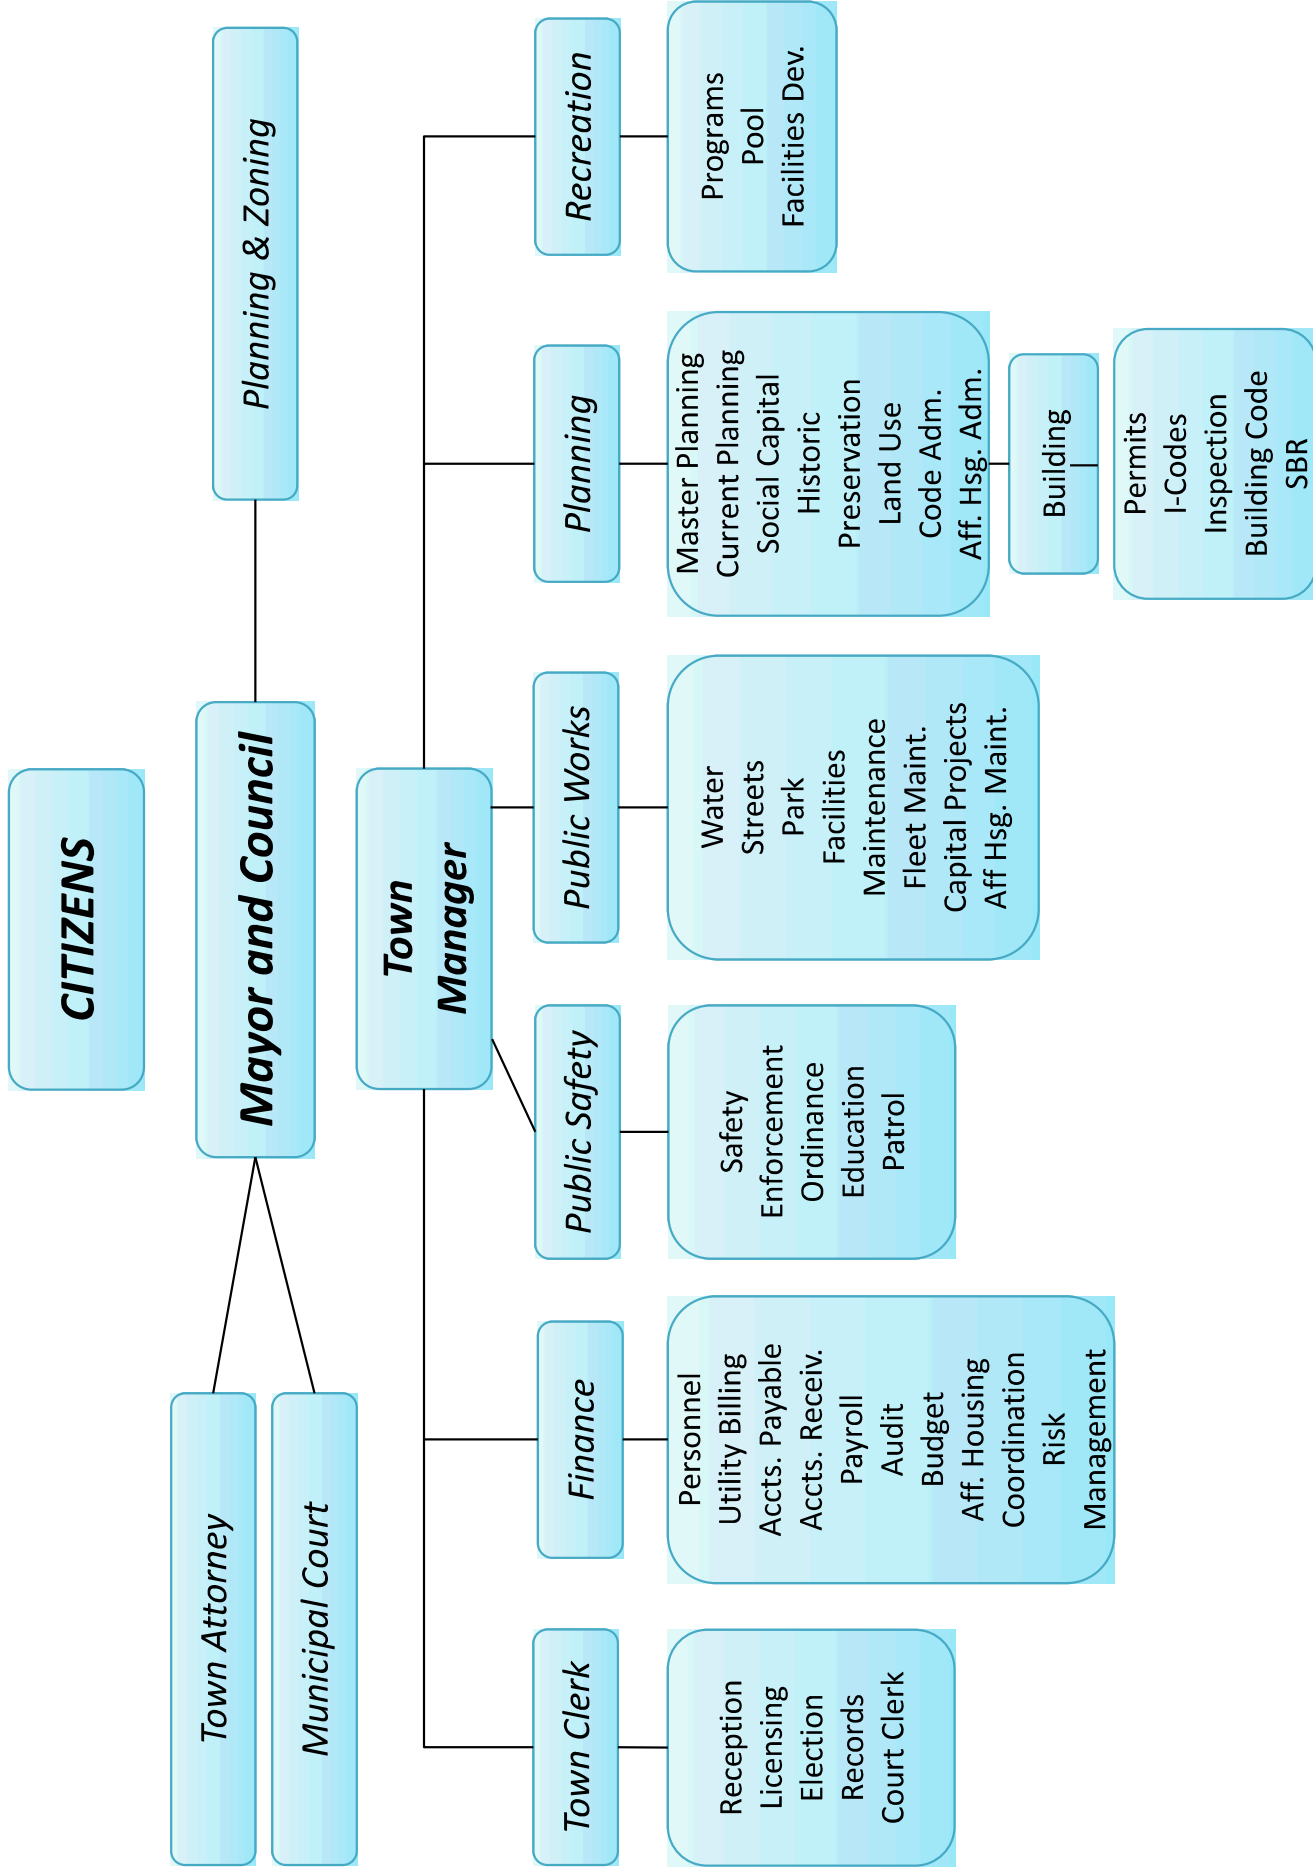 CITIZENS
Town Attorney
Municipal Court
Mayor and Council
Planning & Zoning
Town
Manager
Town Clerk
Finance
Public Safety
Public Works
Planning
Recreation
Reception
Licensing
Election
Records
Court Clerk
Personnel
Utility Billing
Accts. Payable
Accts. Receiv.
Payroll
Audit
Budget
Aff. Housing
Coordination
Risk
Management
Safety
Enforcement
Ordinance
Education
Patrol
Water
Streets
Park
Facilities
Maintenance
Fleet Maint.
Capital Projects
Aff Hsg. Maint.
Master Planning
Current Planning
Social Capital
Historic
Preservation
Land Use
Code Adm.
Aff. Hsg. Adm.
Building
Permits
I-Codes
Inspection
Building Code
SBR
Programs
Pool
Facilities Dev.